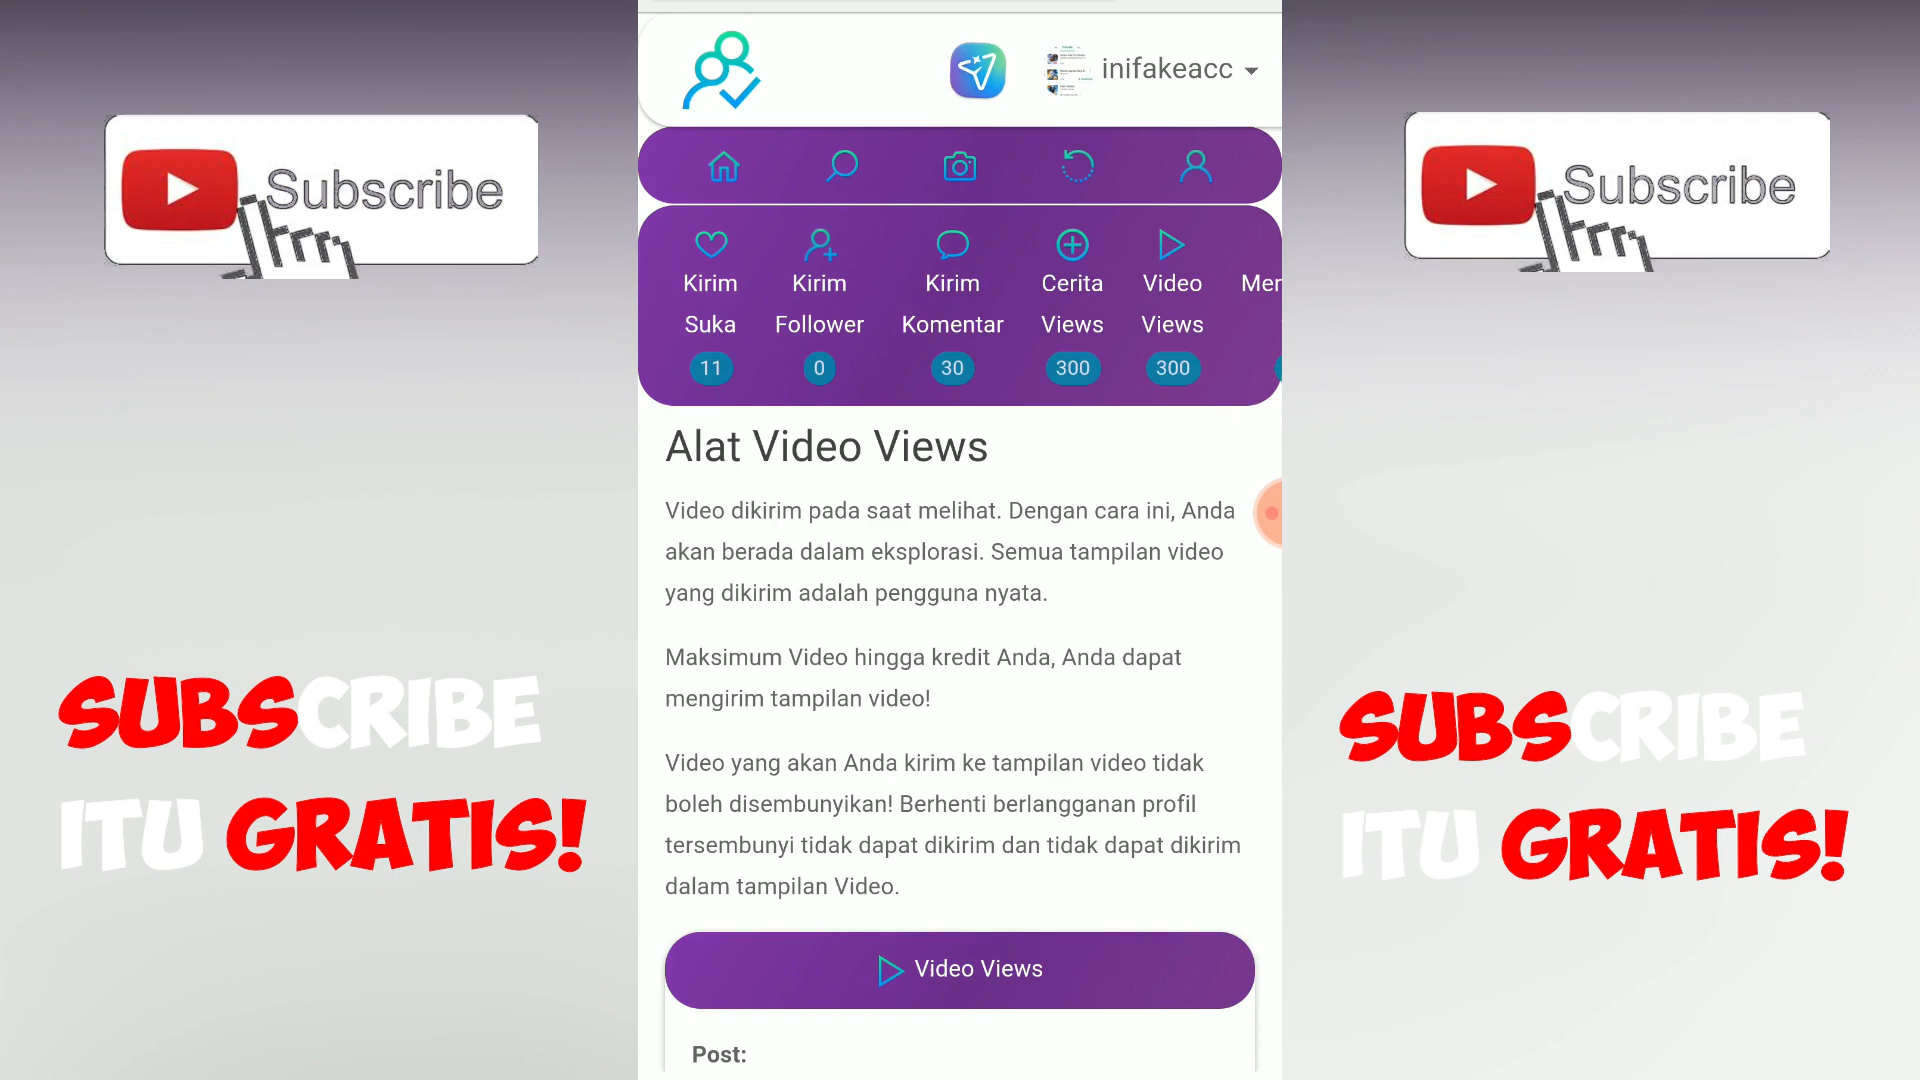 Subscribe
SUBSCRIBE
ITU GRATIS!
inifakeacc
Kirim Suka
11
Kirim Follower
0
Kirim Komentar
30
Cerita Views
300
Video Views
300
Alat Video Views
Video dikirim pada saat melihat. Dengan cara ini, Anda
akan berada dalam eksplorasi. Semua tampilan video
yang dikirim adalah pengguna nyata.
Maksimum Video hingga kredit Anda, Anda dapat
mengirim tampilan video!
Video yang akan Anda kirim ke tampilan video tidak
boleh disembunyikan! Berhenti berlangganan profil
tersembunyi tidak dapat dikirim dan tidak dapat dikirim
dalam tampilan Video.
Video Views
Post:
Subscribe
SUBSCRIBE
ITU GRATIS!